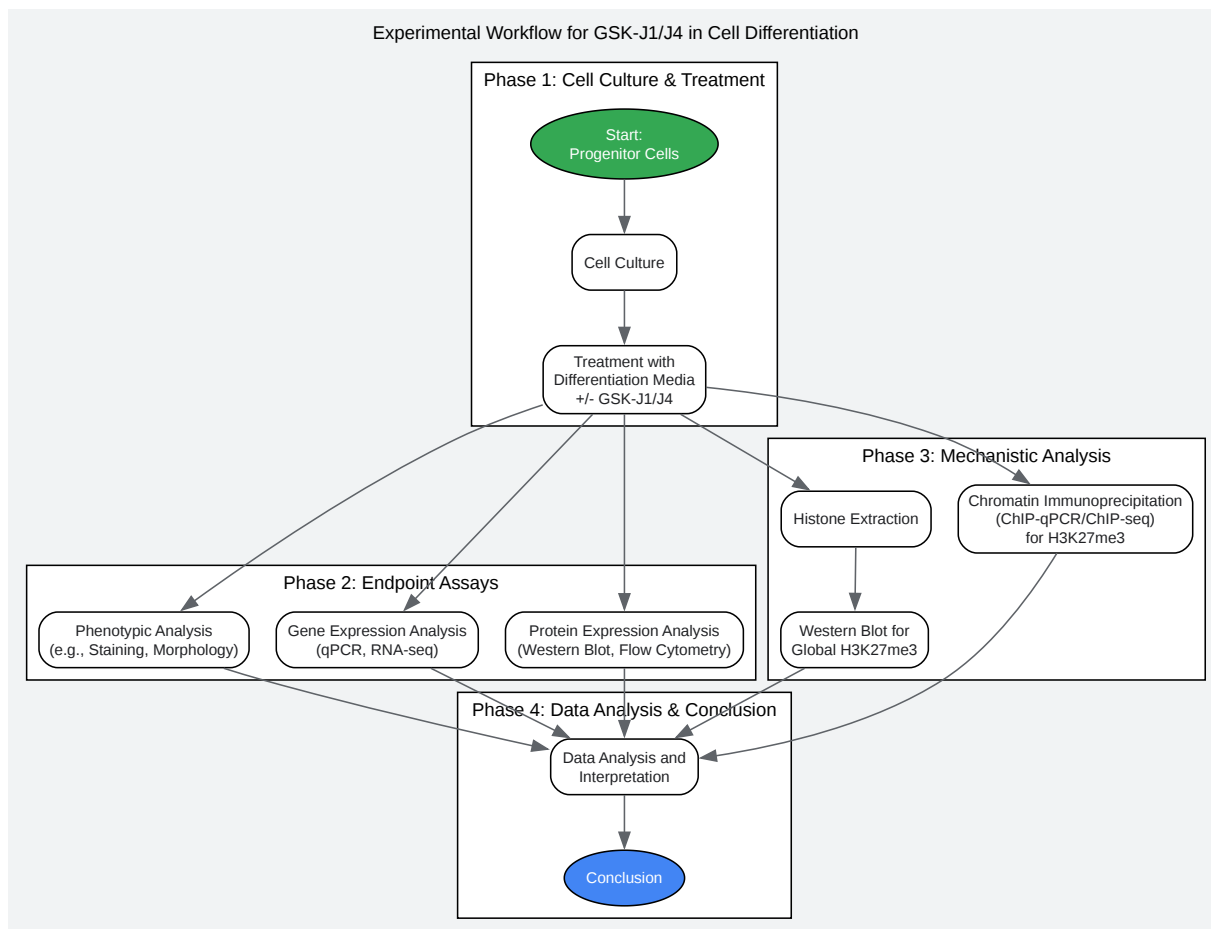 Experimental Workflow for GSK-J1/J4 in Cell Differentiation
Phase 1: Cell Culture & Treatment
Start:
Progenitor Cells
Cell Culture
Treatment with
Differentiation Media
+/- GSK-J1/J4
Phase 3: Mechanistic Analysis
Histone Extraction
Chromatin Immunoprecipitation
(ChIP-qPCR/ChIP-seq)
for H3K27me3
Phase 2: Endpoint Assays
Phenotypic Analysis
(e.g., Staining, Morphology)
Gene Expression Analysis
(qPCR, RNA-seq)
Protein Expression Analysis
(Western Blot, Flow Cytometry)
Western Blot for
Global H3K27me3
Phase 4: Data Analysis & Conclusion
Data Analysis and
Interpretation
Conclusion